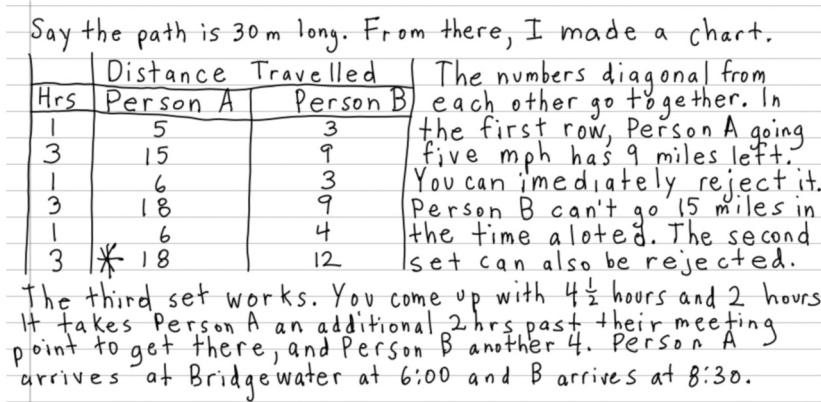 Say the path is 30 m long. From there, I made a chart.
Distance Travelled
Hrs Person A Person B
1 5 3
3 15 9
1 6 3
3 18 9
1 6 4
3 * 18 12
The numbers diagonal from
each other go together. In
the first row, Person A going
five mph has 9 miles left.
You can imediately reject it.
Person B can't go 15 miles in
the time aloted. The second
set can also be rejected.
The third set works. You come up with 4 1/2 hours and 2 hours
It takes Person A an additional 2 hrs past their meeting
point to get there, and Person B another 4. Person A
arrives at Bridgewater at 6:00 and B arrives at 8:30.